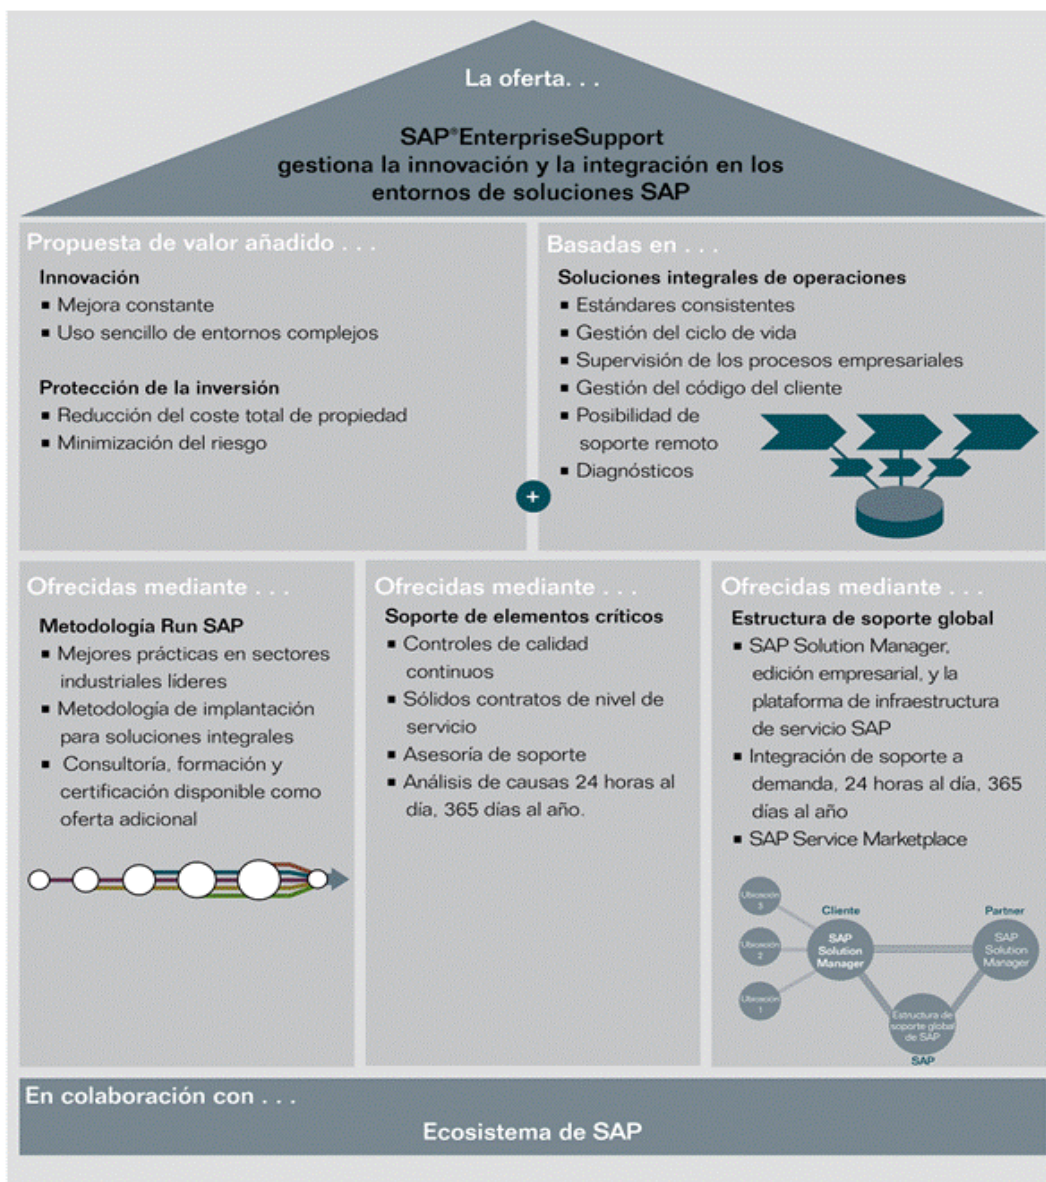 La oferta. . .
SAP®EnterpriseSupport
gestiona la innovación y la integración en los
entornos de soluciones SAP
Propuesta de valor añadido . . .
Innovación
▪ Mejora constante
▪ Uso sencillo de entornos complejos
Protección de la inversión
▪ Reducción del coste total de propiedad
▪ Minimización del riesgo
Basadas en . . .
Soluciones integrales de operaciones
▪ Estándares consistentes
▪ Gestión del ciclo de vida
▪ Supervisión de los procesos empresariales
▪ Gestión del código del cliente
▪ Posibilidad de
soporte remoto
▪ Diagnósticos
+
Ofrecidas mediante . . .
Metodología Run SAP
▪ Mejores prácticas en sectores
industriales líderes
▪ Metodología de implantación
para soluciones integrales
▪ Consultoría, formación y
certificación disponible como
oferta adicional
Ofrecidas mediante . . .
Soporte de elementos críticos
▪ Controles de calidad
continuos
▪ Sólidos contratos de nivel de
servicio
▪ Asesoría de soporte
▪ Análisis de causas 24 horas al
día, 365 días al año.
Ofrecidas mediante . . .
Estructura de soporte global
▪ SAP Solution Manager,
edición empresarial, y la
plataforma de infraestructura
de servicio SAP
▪ Integración de soporte a
demanda, 24 horas al día, 365
días al año
▪ SAP Service Marketplace
Ubicación
3
Ubicación
2
Ubicación
1
Cliente
SAP
Solution
Manager
Partner
SAP
Solution
Manager
Estructura de
soporte global
de SAP
SAP
En colaboración con . . .
Ecosistema de SAP